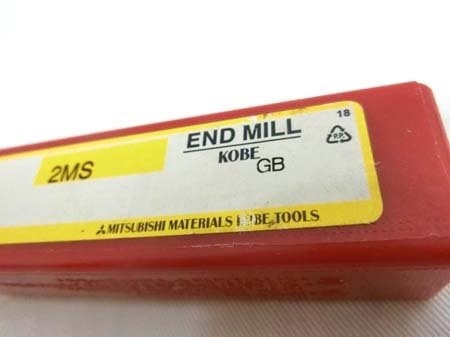 18
END MILL
2MS
KOBE
GB
P.P.
MITSUBISHI MATERIALS KOBE TOOLS